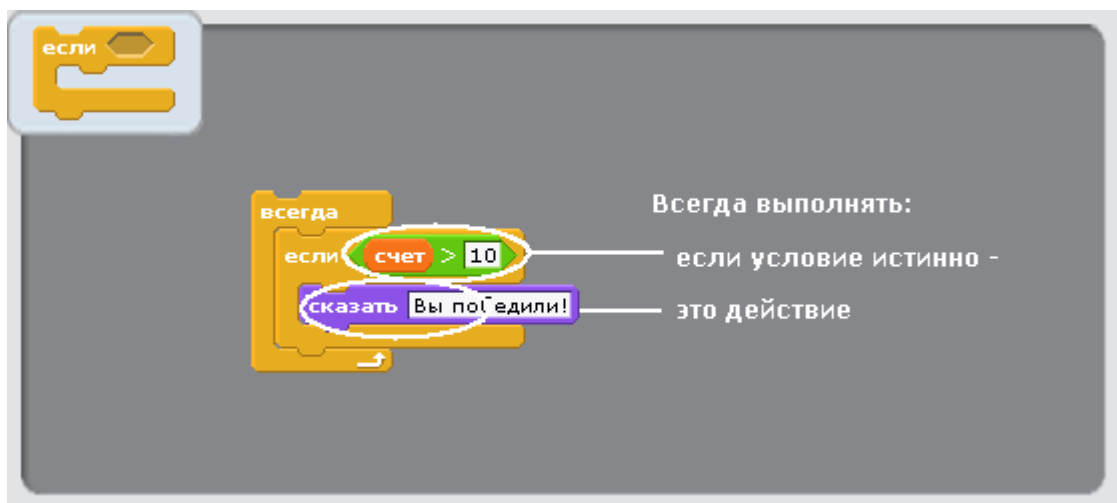 если
всегда
Всегда выполнять:
если счет > 10
если условие истинно -
сказать Вы победили!
это действие